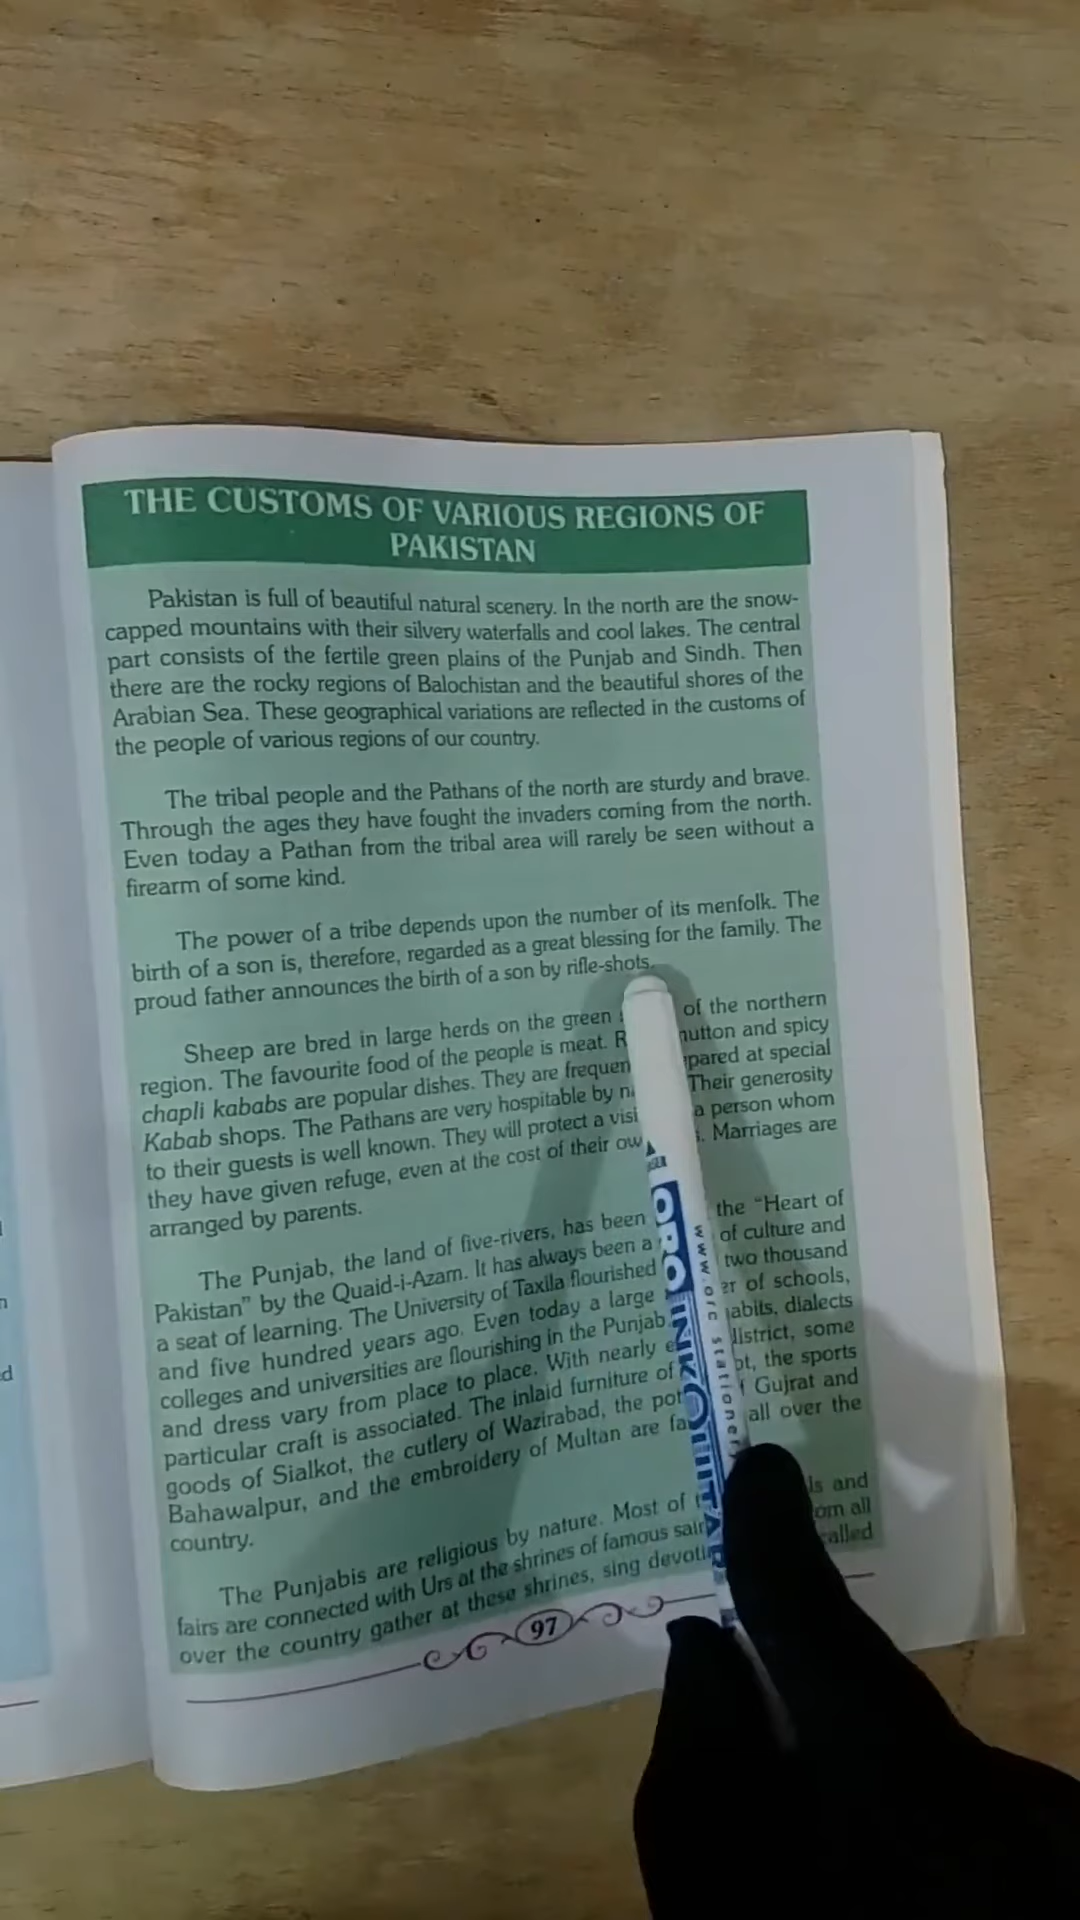 THE CUSTOMS OF VARIOUS REGIONS OF
PAKISTAN
Pakistan is full of beautiful natural scenery. In the north are the snow-
capped mountains with their silvery waterfalls and cool lakes. The central
part consists of the fertile green plains of the Punjab and Sindh. Then
there are the rocky regions of Balochistan and the beautiful shores of the
Arabian Sea. These geographical variations are reflected in the customs of
the people of various regions of our country.
The tribal people and the Pathans of the north are sturdy and brave.
Through the ages they have fought the invaders coming from the north.
Even today a Pathan from the tribal area will rarely be seen without a
firearm of some kind.
The power of a tribe depends upon the number of its menfolk. The
birth of a son is, therefore, regarded as a great blessing for the family. The
proud father announces the birth of a son by rifle-shots.
Sheep are bred in large herds on the green of the northern
region. The favourite food of the people is meat. and spicy
chapli kababs are popular dishes. They are at special
Kabab shops. The Pathans are very hospitable by Their generosity
to their guests is well known. They will protect a a person whom
they have given refuge, even at the cost of their Marriages are
arranged by parents.
The Punjab, the land of five-rivers, has been the “Heart of
Pakistan” by the Quaid-i-Azam. It has always been a of culture and
a seat of learning. The University of Taxila flourished two thousand
and five hundred years ago. Even today a large of schools,
colleges and universities are flourishing in the Punjab. dialects
and dress vary from place to place. With nearly district, some
particular craft is associated. The inlaid furniture of the sports
goods of Sialkot, the cutlery of Wazirabad, the Gujrat and
Bahawalpur, and the embroidery of Multan are all over the
country.
The Punjabis are religious by nature. Most of and
fairs are connected with Urs at the shrines of famous all
over the country gather at these shrines, sing called
97
ORO INK GUITAR